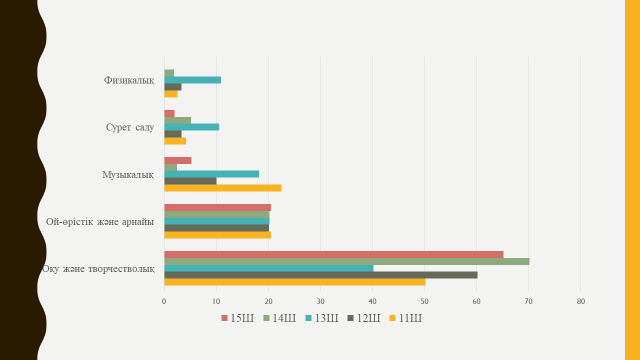 Физикалық
Сурет салу
Музыкалық
Ой-өрістік және арнайы
Оқу және творчестволық
0 10 20 30 40 50 60 70 80
15Ш 14Ш 13Ш 12Ш 11Ш